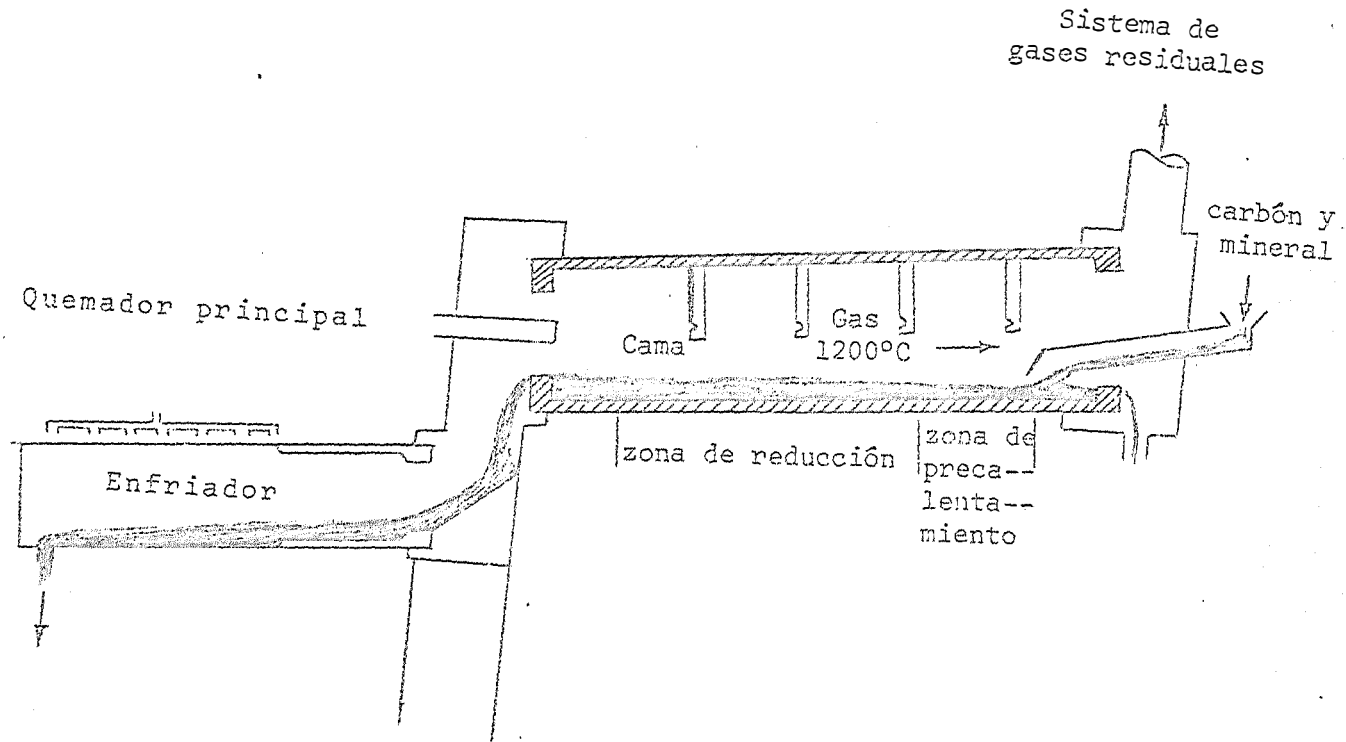 Sistema de
gases residuales
carbón y
mineral
Quemador principal
Gas
Cama
1200ºC
zona de reducción
zona de
preca--
lenta--
miento
Enfriador